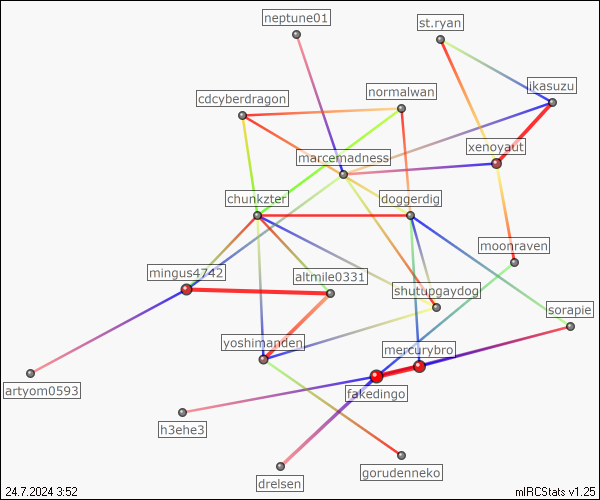 neptune01
st.ryan
ikasuzu
normalwan
cdcyberdragon
xenoyaut
marcemadness
chunkzter
doggerdig
moonraven
mingus4742
altmile0331
shutupgaydog
sorapie
yoshimanden
mercurybro
artyom0593
fakedingo
h3ehe3
gorudenneko
drelsen
24.7.2024 3:52
mIRCStats v1.25